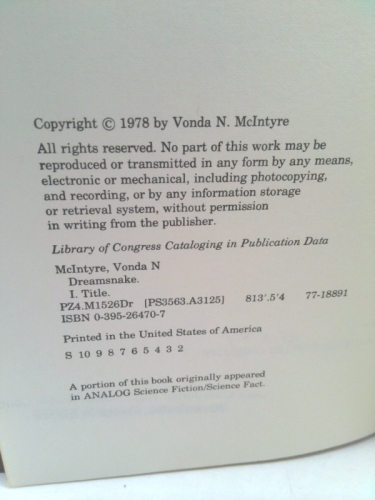 Copyright © 1978 by Vonda N. McIntyre
All rights reserved. No part of this work may be
reproduced or transmitted in any form by any means,
electronic or mechanical, including photocopying,
and recording, or by any information storage
or retrieval system, without permission
in writing from the publisher.
Library of Congress Cataloging in Publication Data
McIntyre, Vonda N
Dreamsnake.
I. Title.
PZ4.M1526Dr [PS3563.A3125] 813'.5'4 77-18891
ISBN 0-395-26470-7
Printed in the United States of America
S 10 9 8 7 6 5 4 3 2
A portion of this book originally appeared
in ANALOG Science Fiction/Science Fact.